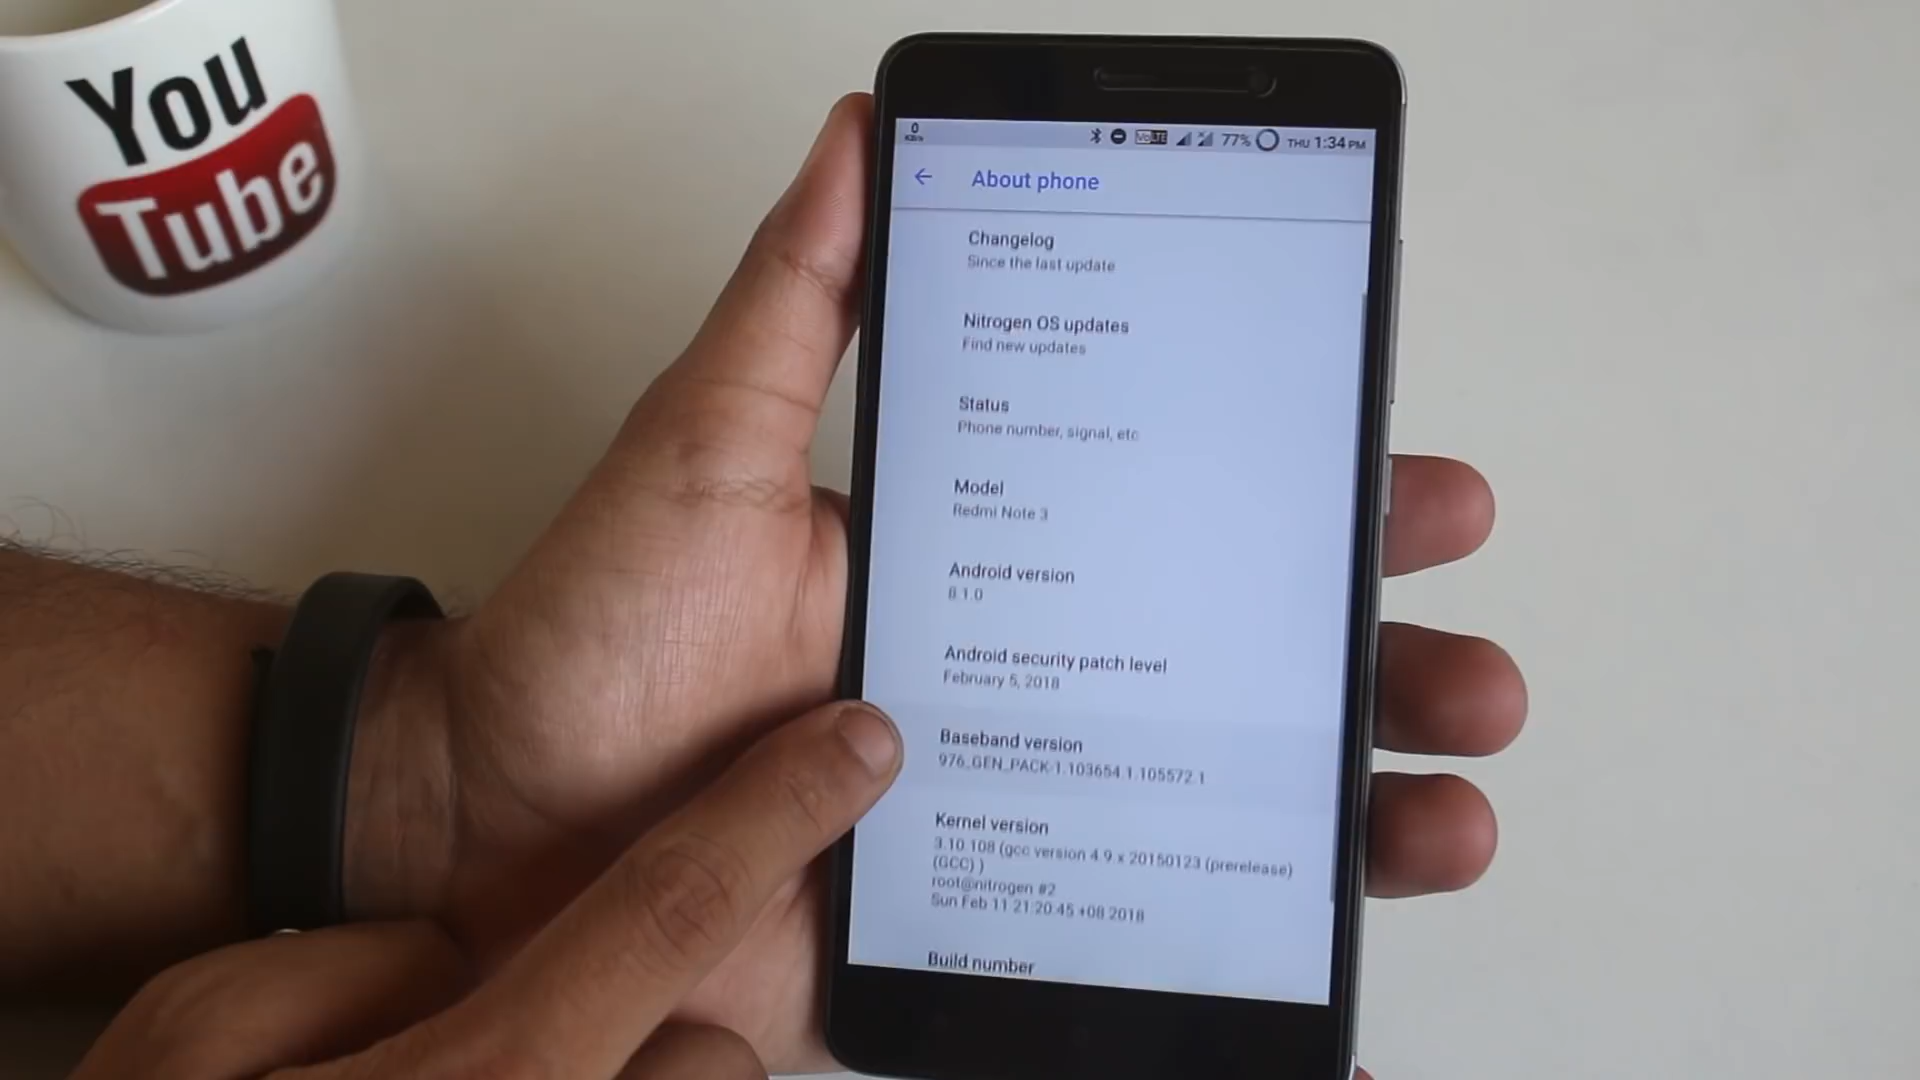 You
Tube
0
KB/s
VoLTE
77%
THU 1:34 PM
About phone
Changelog
Since the last update
Nitrogen OS updates
Find new updates
Status
Phone number, signal, etc
Model
Redmi Note 3
Android version
8.1.0
Android security patch level
February 5, 2018
Baseband version
976_GEN_PACK-1.103654.1.105572.1
Kernel version
3.10.108 (gcc version 4.9.x 20150123 (prerelease)
(GCC) )
root@nitrogen #2
Sun Feb 11 21:20:45 +08 2018
Build number